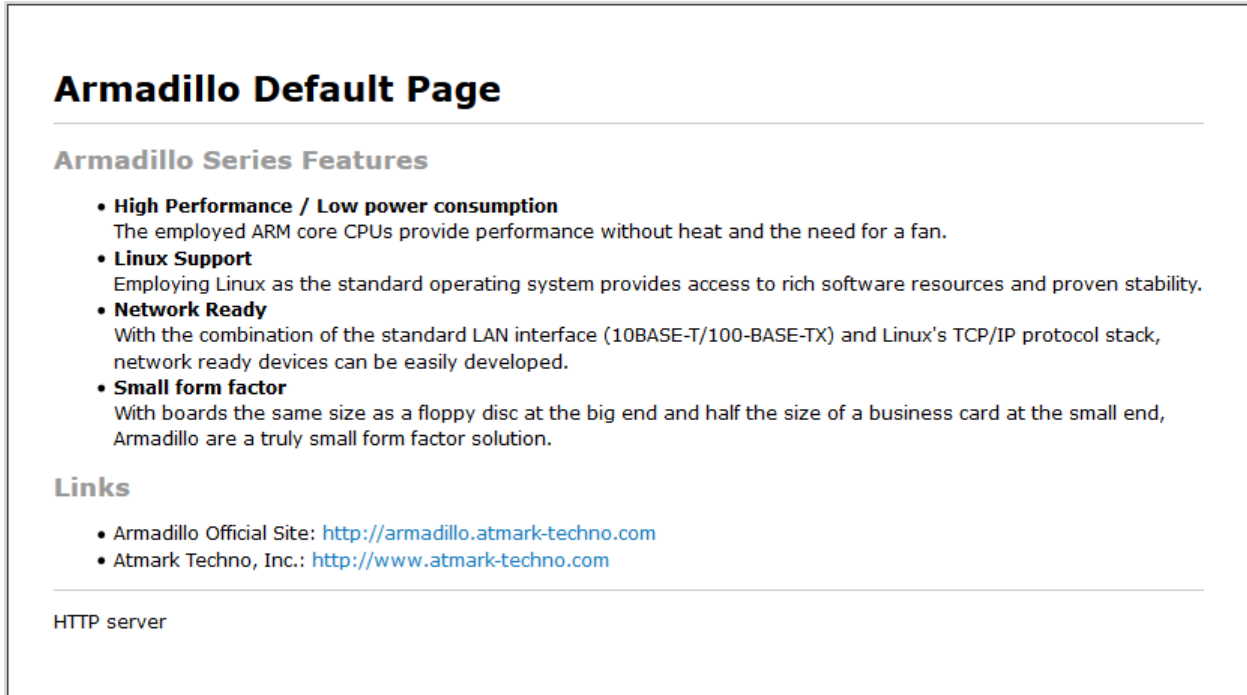 Armadillo Default Page
Armadillo Series Features
• High Performance / Low power consumption
The employed ARM core CPUs provide performance without heat and the need for a fan.
• Linux Support
Employing Linux as the standard operating system provides access to rich software resources and proven stability.
• Network Ready
With the combination of the standard LAN interface (10BASE-T/100-BASE-TX) and Linux's TCP/IP protocol stack,
network ready devices can be easily developed.
• Small form factor
With boards the same size as a floppy disc at the big end and half the size of a business card at the small end,
Armadillo are a truly small form factor solution.
Links
• Armadillo Official Site: http://armadillo.atmark-techno.com
• Atmark Techno, Inc.: http://www.atmark-techno.com
HTTP server